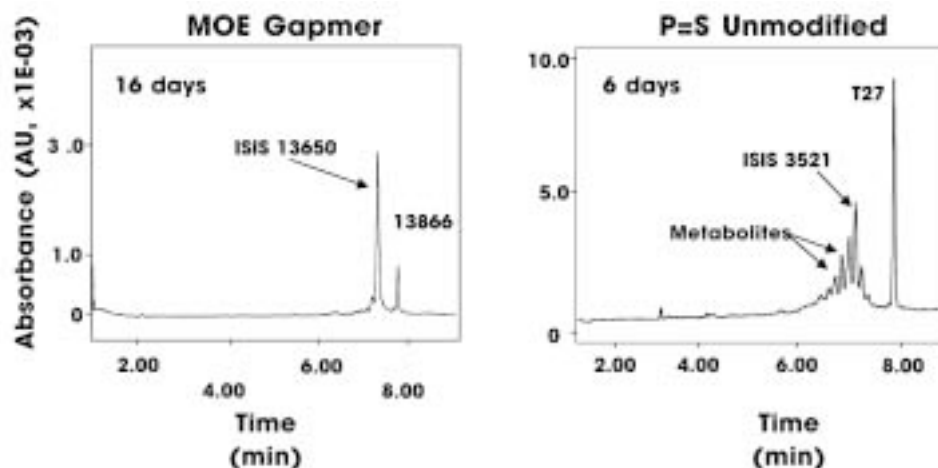 MOE Gapmer
Absorbance (AU, x1E-03)
16 days
3 .0
1.0
0
ISIS 13650
13866
2.00
6.00
4.00
8.00
Time
(min)
P=S Unmodified
10.0
5.0
0
6 days
T27
ISIS 3521
Metabolites
2.00
4.00
6.00
8.00
Time
(min)